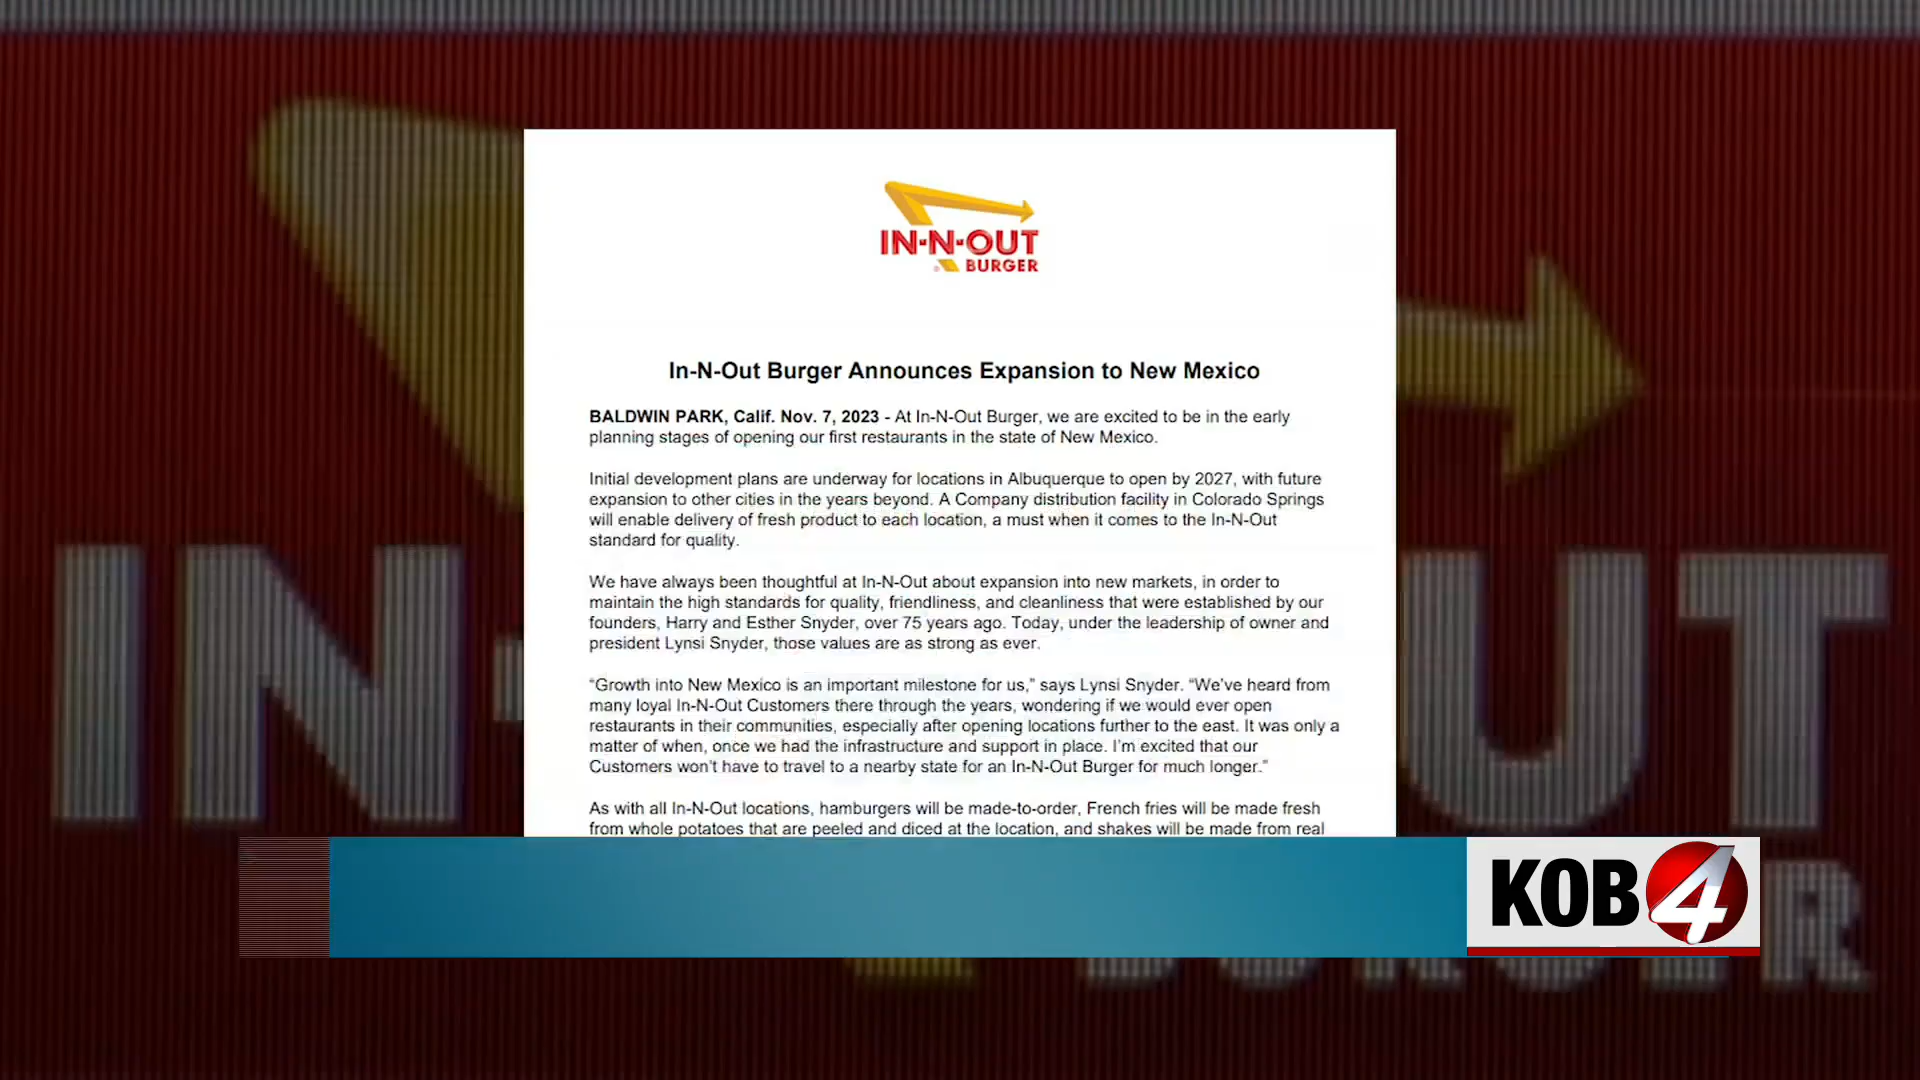 IN-N-OUT
BURGER
In-N-Out Burger Announces Expansion to New Mexico
BALDWIN PARK, Calif. Nov. 7, 2023 - At In-N-Out Burger, we are excited to be in the early
planning stages of opening our first restaurants in the state of New Mexico.
Initial development plans are underway for locations in Albuquerque to open by 2027, with future
expansion to other cities in the years beyond. A Company distribution facility in Colorado Springs
will enable delivery of fresh product to each location, a must when it comes to the In-N-Out
standard for quality.
We have always been thoughtful at In-N-Out about expansion into new markets, in order to
maintain the high standards for quality, friendliness, and cleanliness that were established by our
founders, Harry and Esther Snyder, over 75 years ago. Today, under the leadership of owner and
president Lynsi Snyder, those values are as strong as ever.
“Growth into New Mexico is an important milestone for us,” says Lynsi Snyder. “We’ve heard from
many loyal In-N-Out Customers there through the years, wondering if we would ever open
restaurants in their communities, especially after opening locations further to the east. It was only a
matter of when, once we had the infrastructure and support in place. I’m excited that our
Customers won’t have to travel to a nearby state for an In-N-Out Burger for much longer.”
As with all In-N-Out locations, hamburgers will be made-to-order, French fries will be made fresh
from whole potatoes that are peeled and diced at the location, and shakes will be made from real
IN- UT
KOB 4